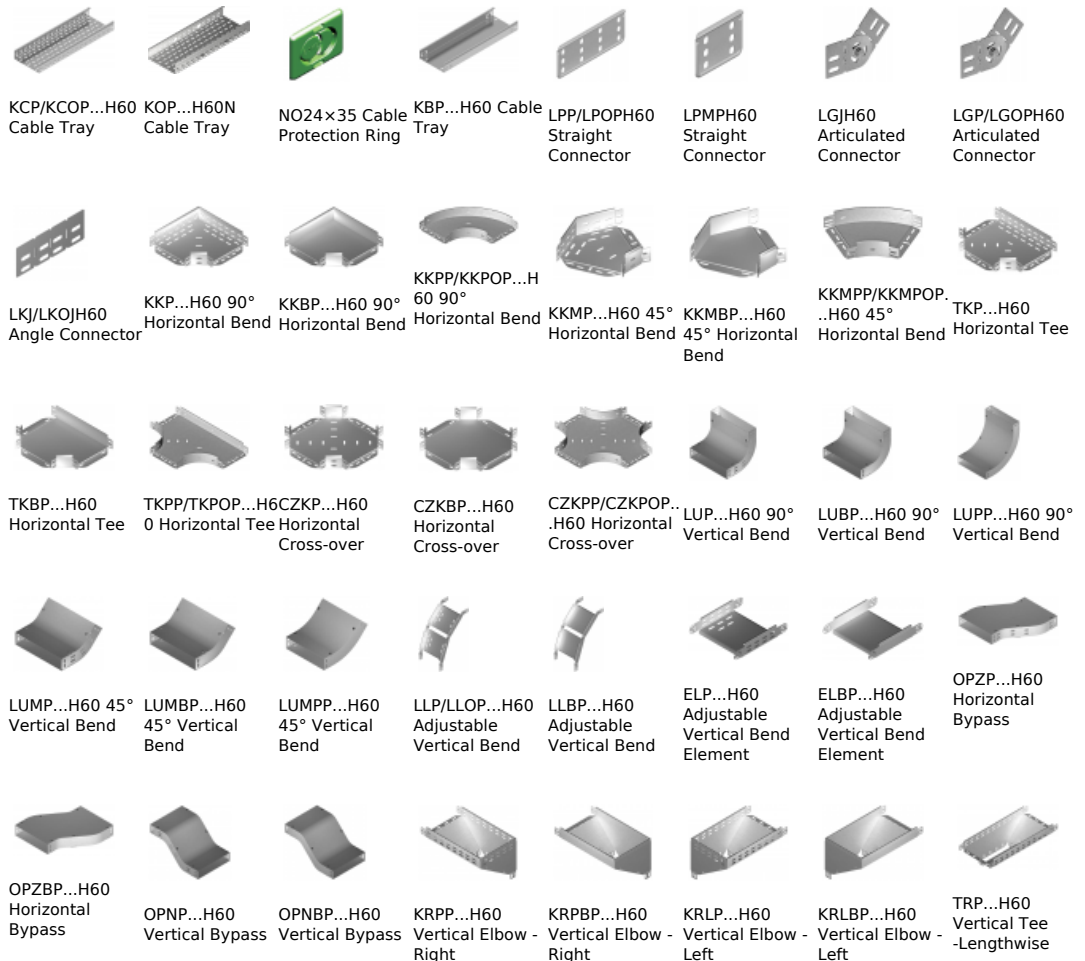 KCP/KCOP...H60
Cable Tray
KOP...H60N
Cable Tray
NO24×35 Cable
Protection Ring
KBP...H60 Cable
Tray
LPP/LPOPH60
Straight
Connector
LPMPH60
Straight
Connector
LGJH60
Articulated
Connector
LGP/LGOPH60
Articulated
Connector
LKJ/LKOJH60
Angle Connector
KKP...H60 90°
Horizontal Bend
KKBP...H60 90°
Horizontal Bend
KKPP/KKPOP...H
60 90°
Horizontal Bend
KKMP...H60 45°
Horizontal Bend
KKMBP...H60
45° Horizontal
Bend
KKMPP/KKMPOP.
..H60 45°
Horizontal Bend
TKP...H60
Horizontal Tee
TKBP...H60
Horizontal Tee
TKPP/TKPOP...H6
0 Horizontal Tee
CZKP...H60
Horizontal
Cross-over
CZKBP...H60
Horizontal
Cross-over
CZKPP/CZKPOP..
.H60 Horizontal
Cross-over
LUP...H60 90°
Vertical Bend
LUBP...H60 90°
Vertical Bend
LUPP...H60 90°
Vertical Bend
LUMP...H60 45°
Vertical Bend
LUMBP...H60
45° Vertical
Bend
LUMPP...H60
45° Vertical
Bend
LLP/LLOP...H60
Adjustable
Vertical Bend
LLBP...H60
Adjustable
Vertical Bend
ELP...H60
Adjustable
Vertical Bend
Element
ELBP...H60
Adjustable
Vertical Bend
Element
OPZP...H60
Horizontal
Bypass
OPZBP...H60
Horizontal
Bypass
OPNP...H60
Vertical Bypass
OPNBP...H60
Vertical Bypass
KRPP...H60
Vertical Elbow -
Right
KRPBP...H60
Vertical Elbow -
Right
KRLP...H60
Vertical Elbow -
Left
KRLBP...H60
Vertical Elbow -
Left
TRP...H60
Vertical Tee
-Lengthwise